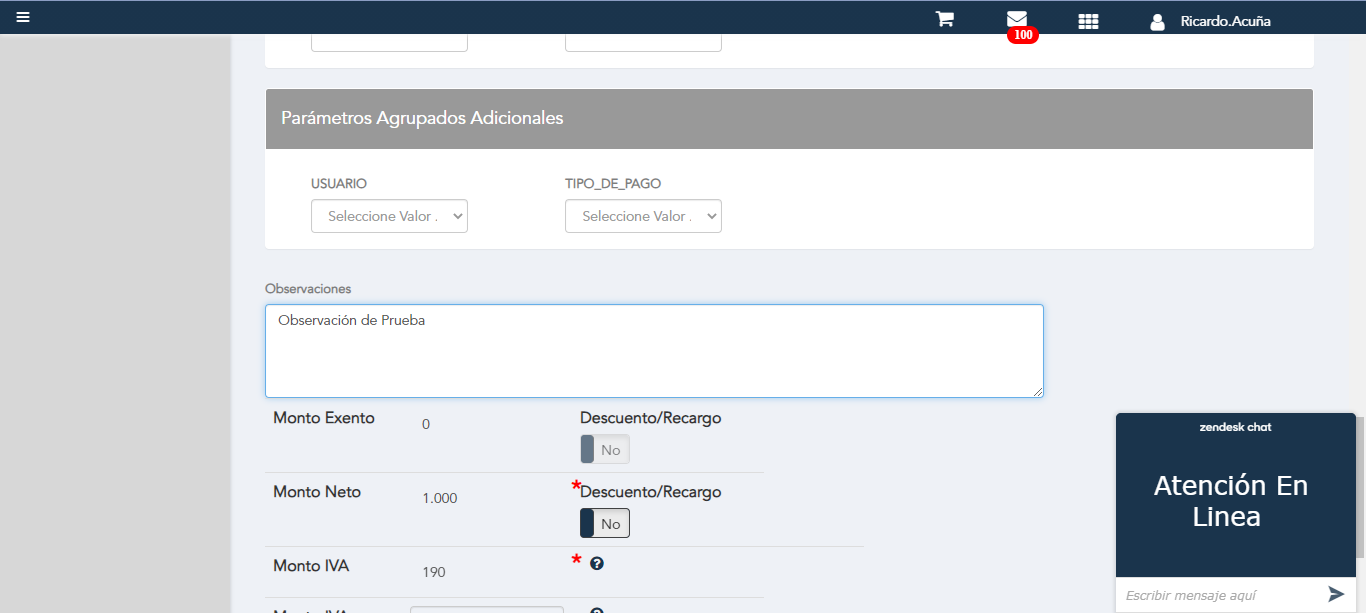 Ricardo.Acuña
100
Parámetros Agrupados Adicionales
USUARIO TIPO_DE_PAGO
Seleccione Valor . Seleccione Valor .
Observaciones
Observación de Prueba
Monto Exento 0 Descuento/Recargo
No
Monto Neto 1.000 *Descuento/Recargo
No
Monto IVA 190 * ?
zendesk chat
Atención En
Linea
Escribir mensaje aquí